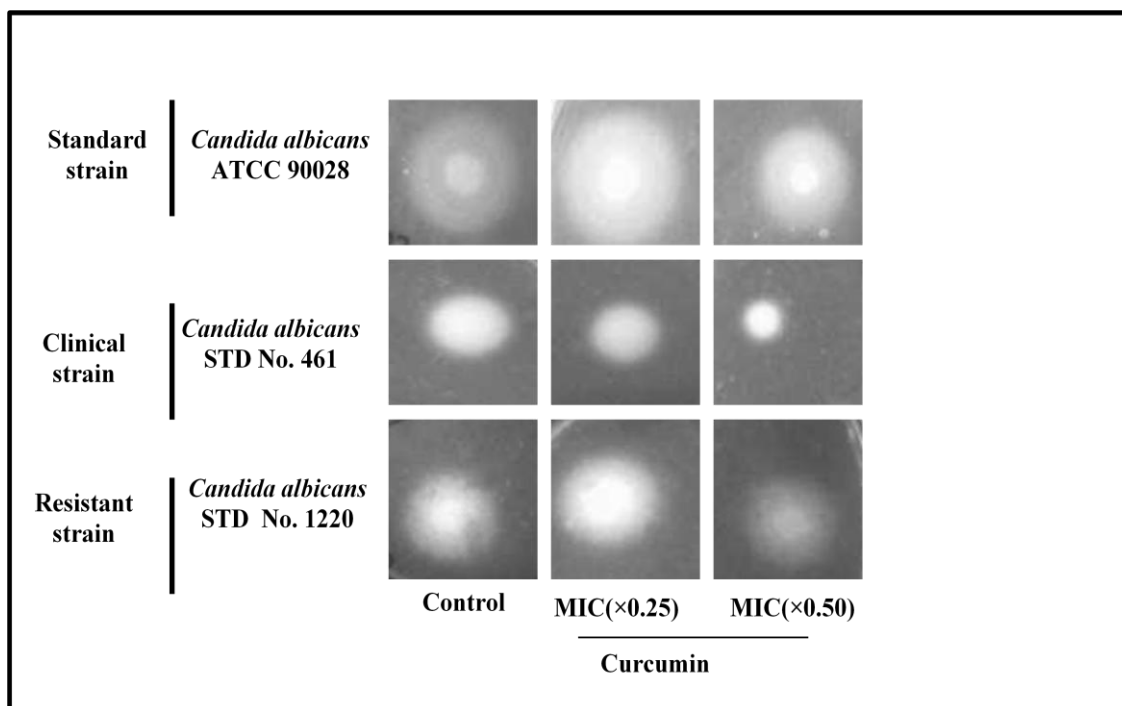 Standard
strain
Candida albicans
ATCC 90028
Clinical
strain
Candida albicans
STD No. 461
Resistant
strain
Candida albicans
STD No. 1220
Control
MIC(×0.25)
MIC(×0.50)
Curcumin